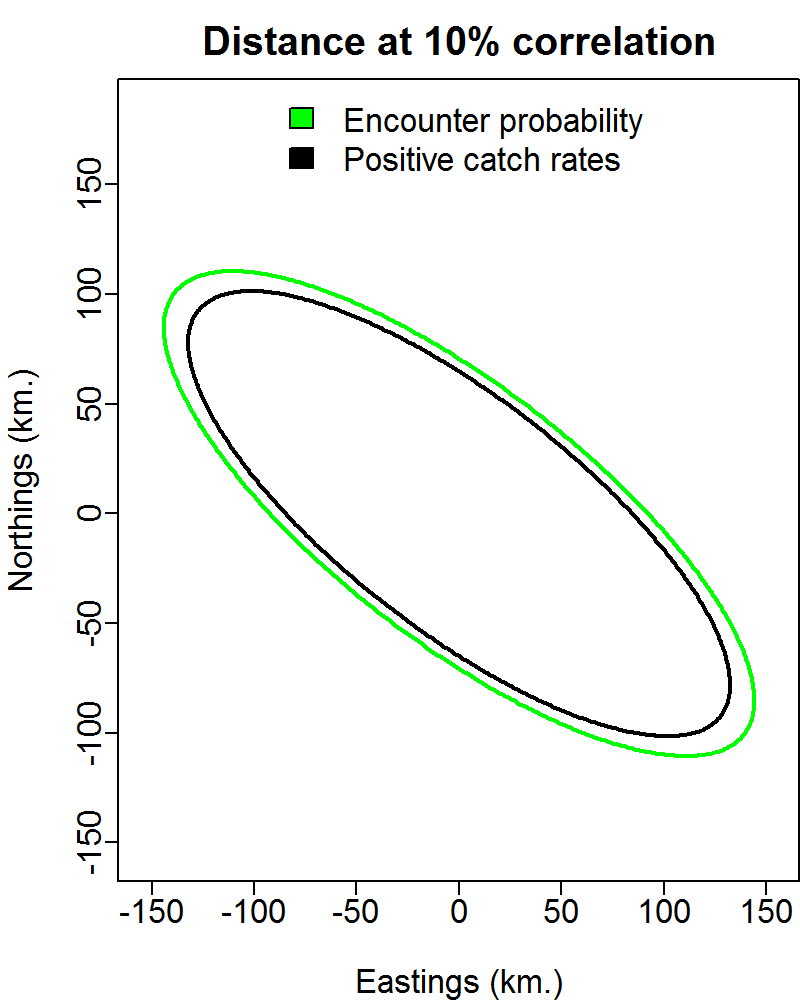 Distance at 10% correlation
Encounter probability
Positive catch rates
150
100
50
0
-50
-100
-150
Northings (km.)
-150 -100 -50 0 50 100 150
Eastings (km.)